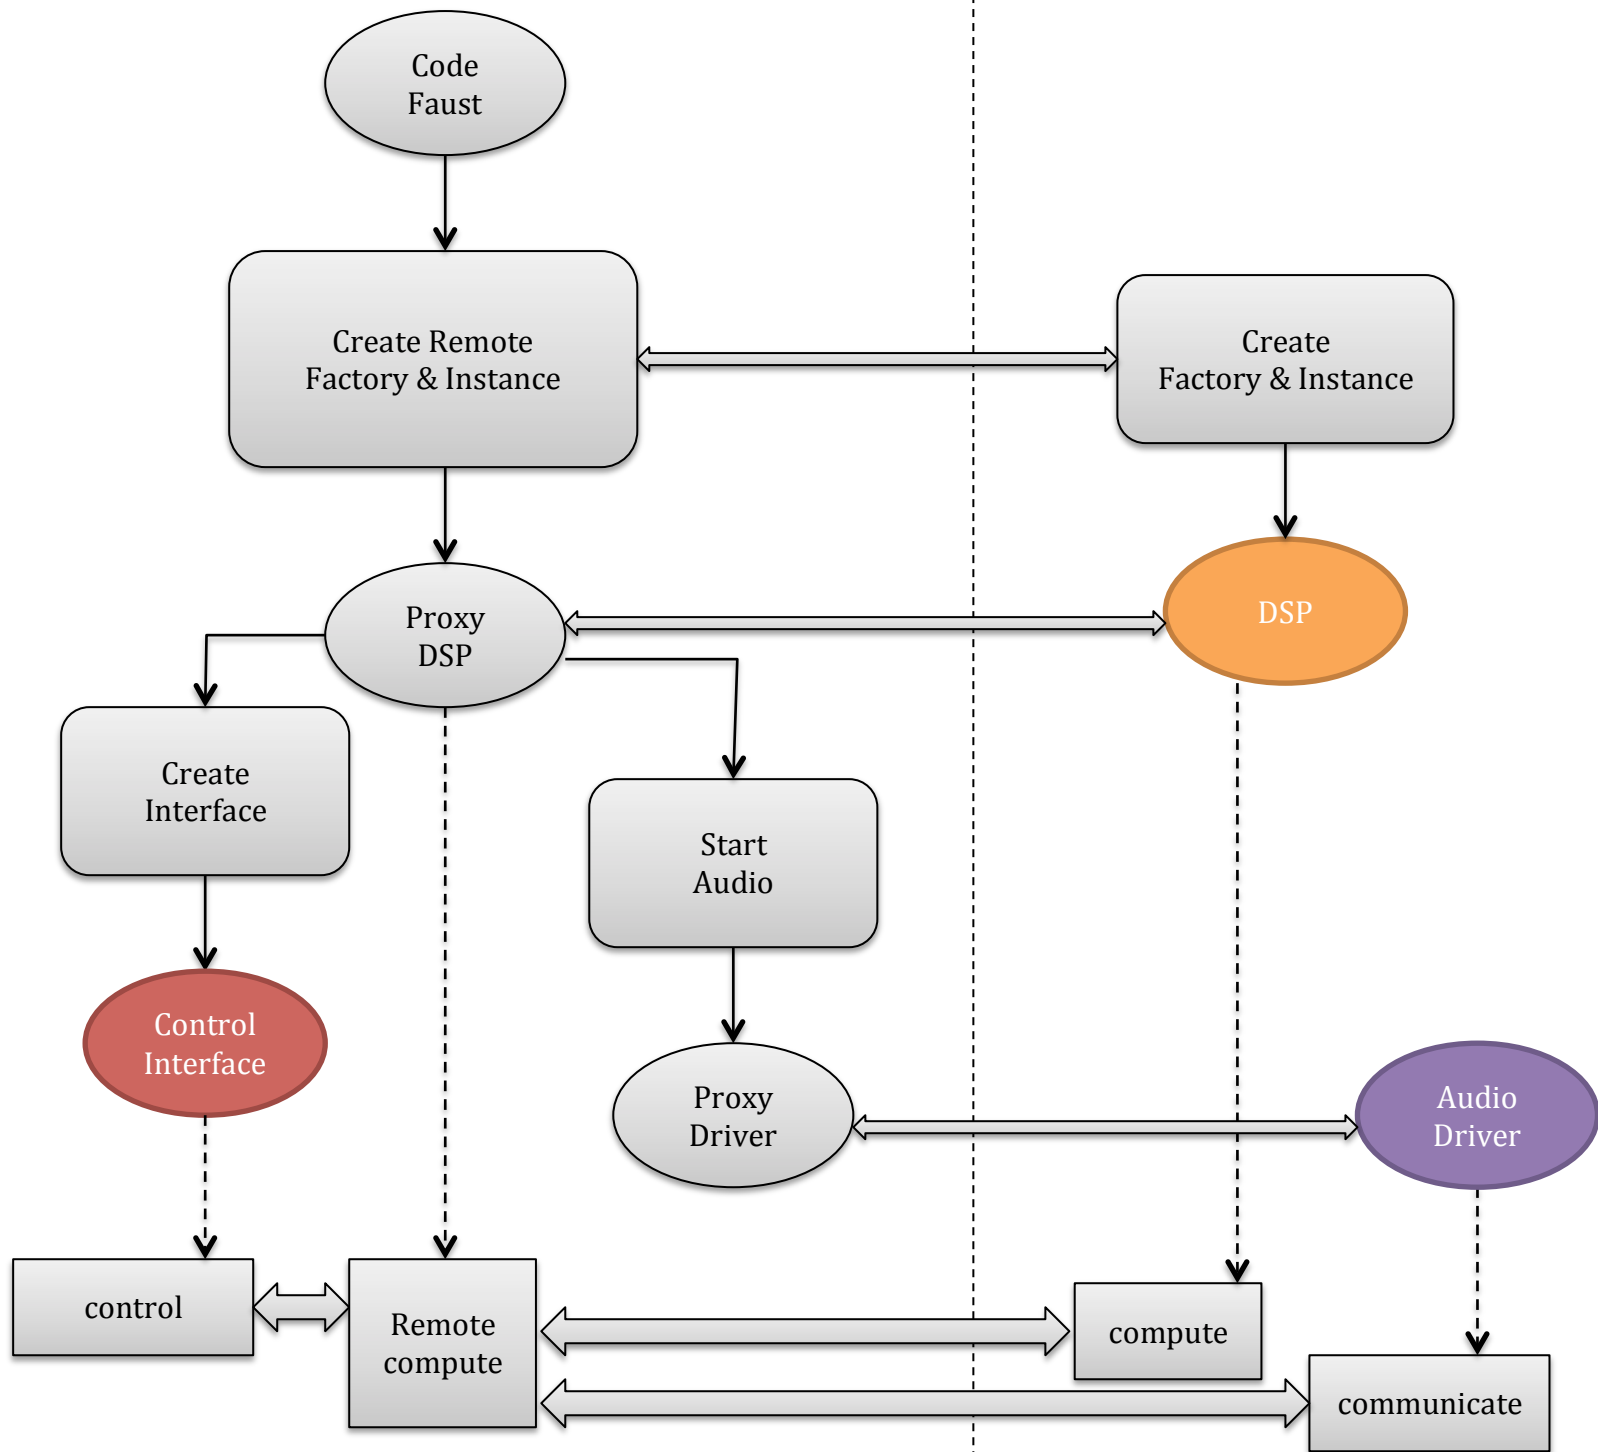 Code
Faust
Create Remote
Factory & Instance
Create
Factory & Instance
Proxy
DSP
DSP
Create
Interface
Start
Audio
Control
Interface
Proxy
Driver
Audio
Driver
control
Remote
compute
compute
communicate